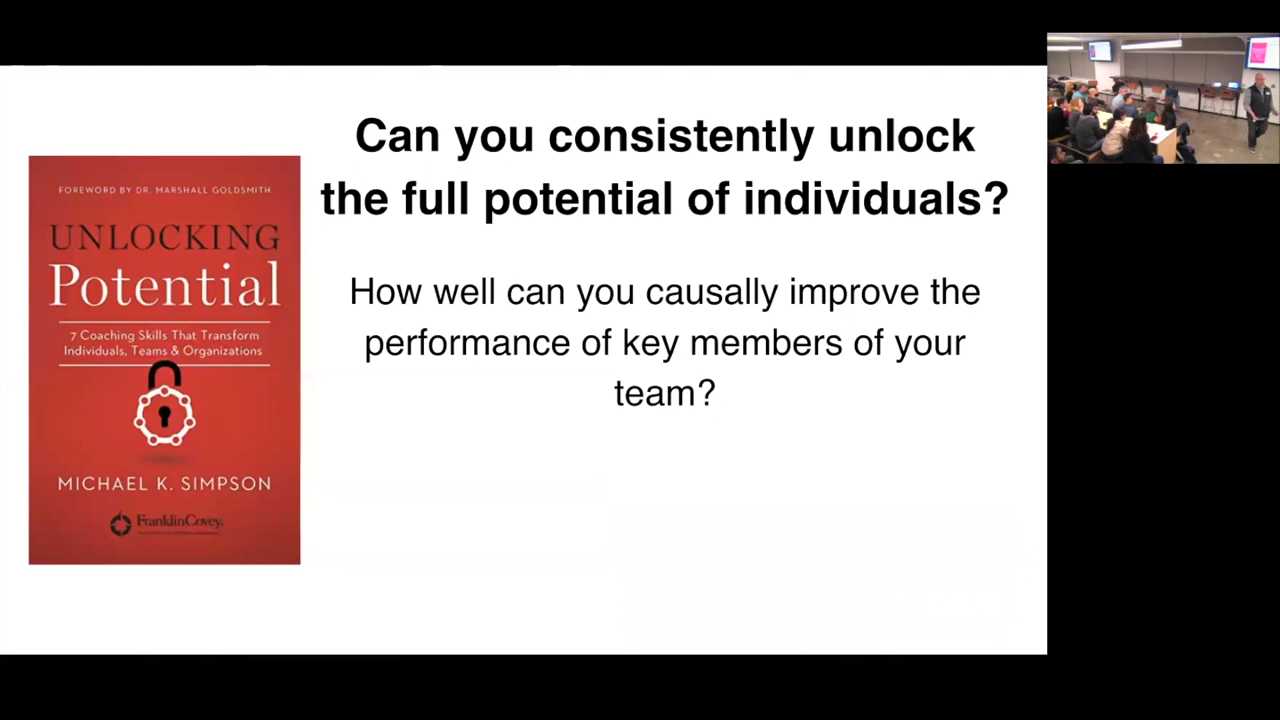 Can you consistently unlock
the full potential of individuals?
How well can you causally improve the
performance of key members of your
team?
FOREWORD BY DR. MARSHALL GOLDSMITH
UNLOCKING
Potential
7 Coaching Skills That Transform
Individuals, Teams & Organizations
MICHAEL K. SIMPSON
FranklinCovey.